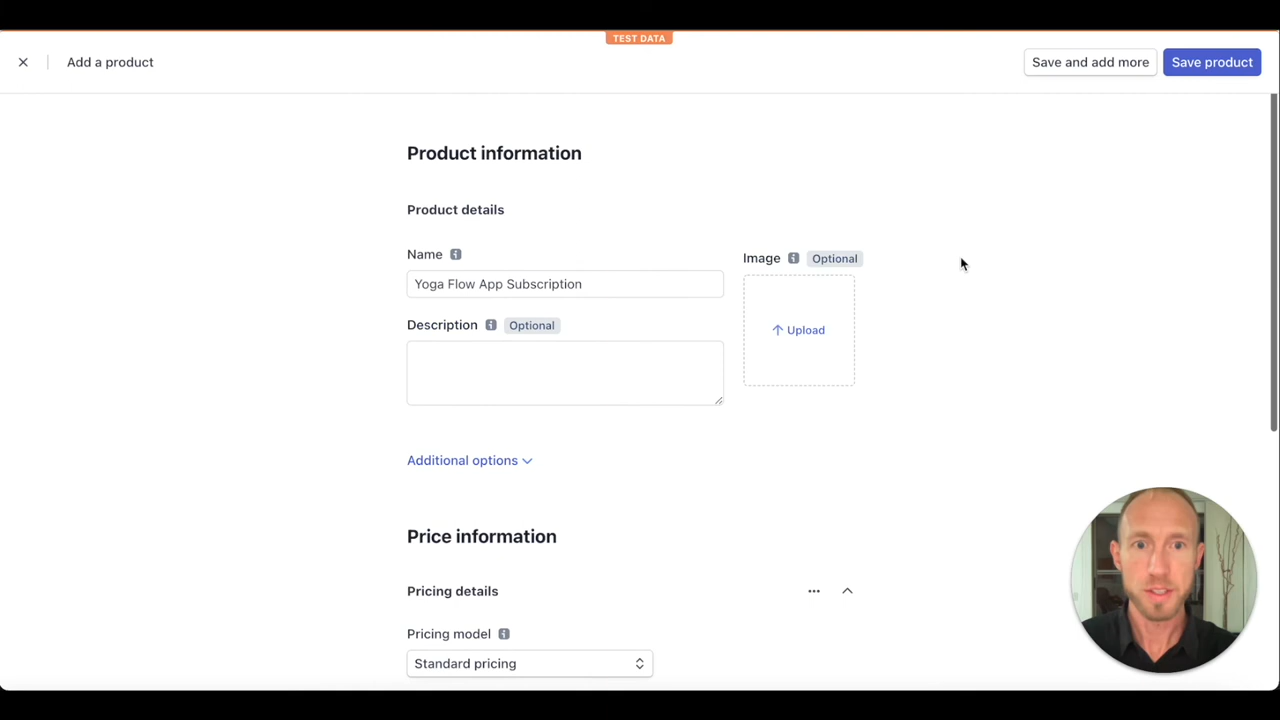 TEST DATA
Add a product
Save and add more
Save product
Product information
Product details
Name
Image Optional
Yoga Flow App Subscription
Description Optional
Upload
Additional options
Price information
Pricing details
Pricing model
Standard pricing